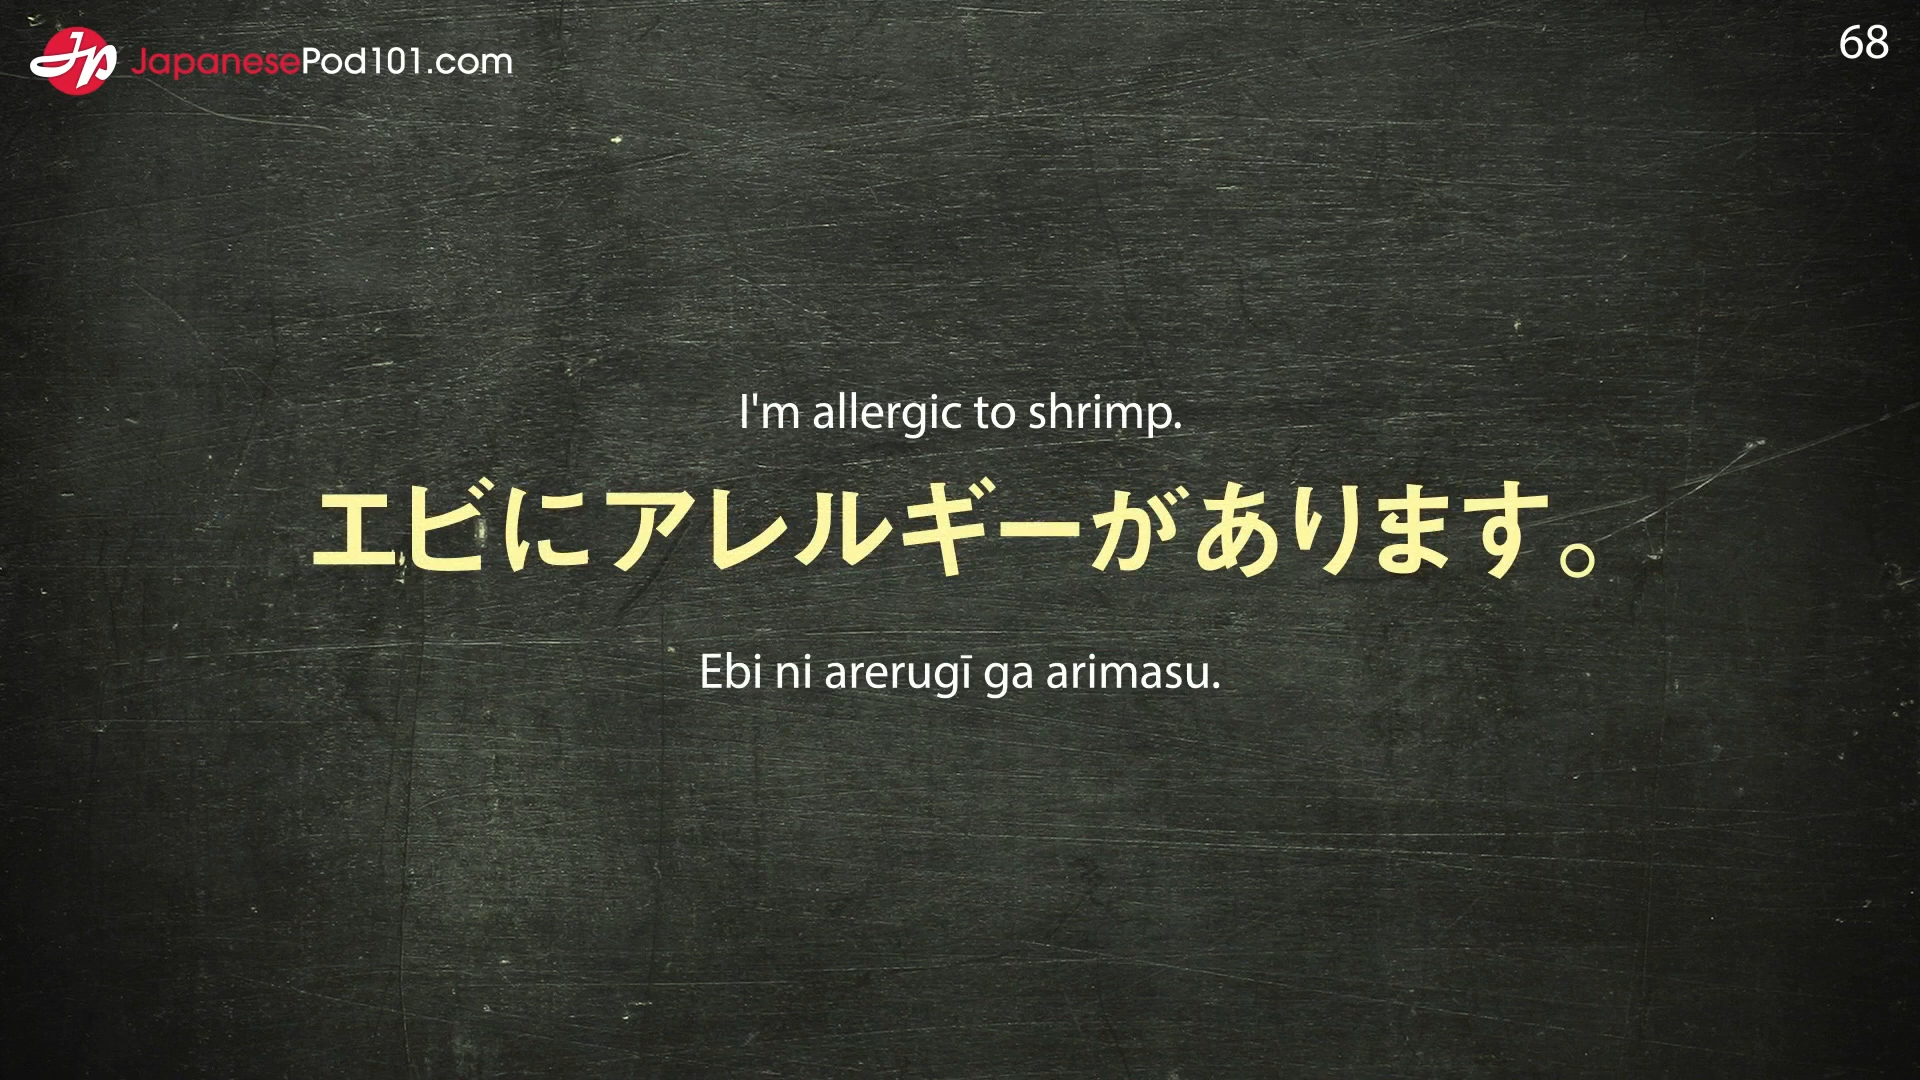 JapanesePod101.com
68
I'm allergic to shrimp.
エビにアレルギーがあります。
Ebi ni arerugī ga arimasu.